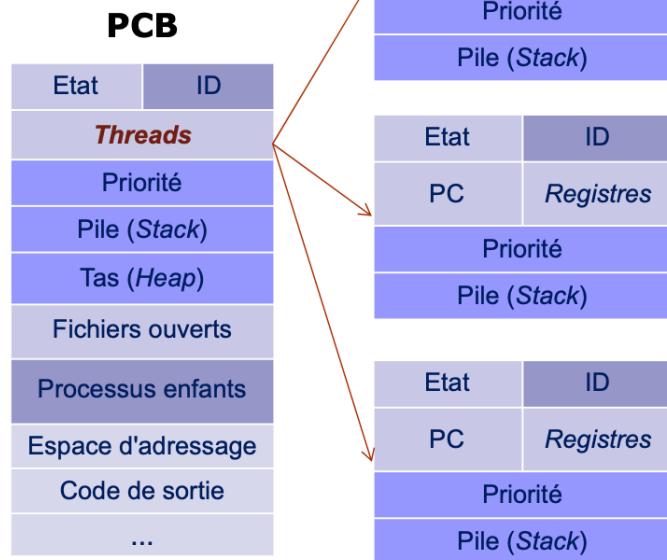 PCB
Etat ID
Threads
Priorité
Pile (Stack)
Tas (Heap)
Fichiers ouverts
Processus enfants
Espace d'adressage
Code de sortie
...
Priorité
Pile (Stack)
Etat ID
PC Registres
Priorité
Pile (Stack)
Etat ID
PC Registres
Priorité
Pile (Stack)